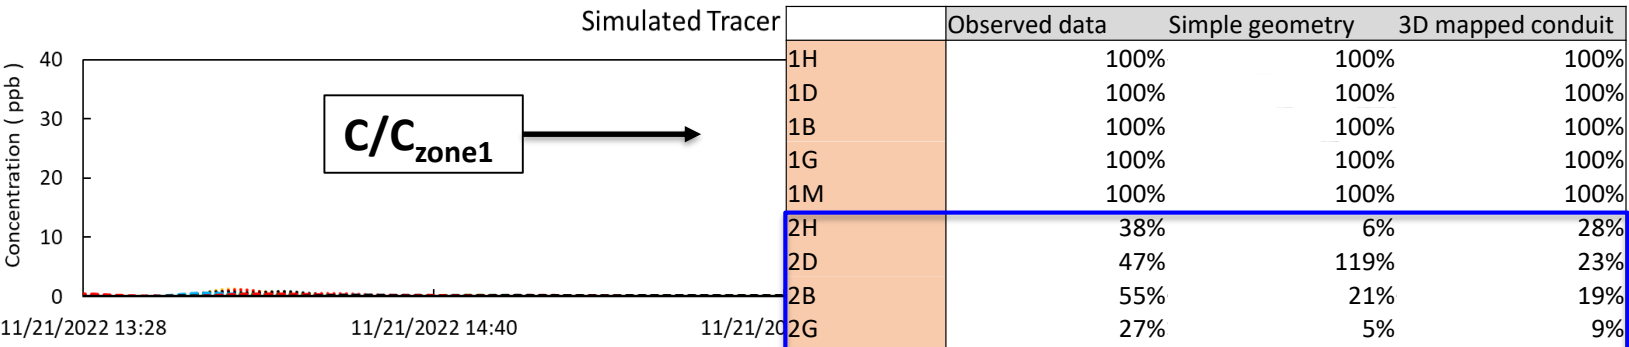 Simulated Tracer
Observed data Simple geometry 3D mapped conduit
1H 100% 100% 100%
1D 100% 100% 100%
1B 100% 100% 100%
1G 100% 100% 100%
1M 100% 100% 100%
2H 38% 6% 28%
2D 47% 119% 23%
2B 55% 21% 19%
2G 27% 5% 9%
C/Czone1
Concentration ( ppb )
40
30
20
10
0
11/21/2022 13:28 11/21/2022 14:40 11/21/20